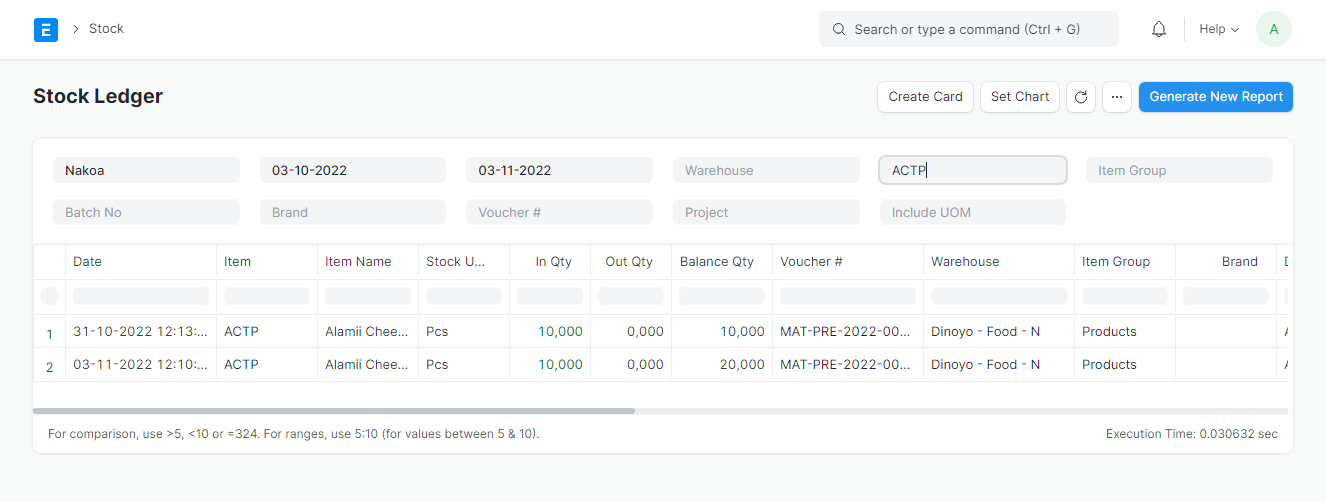 E > Stock Search or type a command (Ctrl + G) Help A
Stock Ledger Create Card Set Chart ... Generate New Report
Nakoa 03-10-2022 03-11-2022 Warehouse ACTP Item Group
Batch No Brand Voucher # Project Include UOM
Date Item Item Name Stock U... In Qty Out Qty Balance Qty Voucher # Warehouse Item Group Brand
1 31-10-2022 12:13:... ACTP Alamii Chee... Pcs 10,000 0,000 10,000 MAT-PRE-2022-00... Dinoyo - Food - N Products
2 03-11-2022 12:10:... ACTP Alamii Chee... Pcs 10,000 0,000 20,000 MAT-PRE-2022-00... Dinoyo - Food - N Products
For comparison, use >5, <10 or =324. For ranges, use 5:10 (for values between 5 & 10). Execution Time: 0.030632 sec